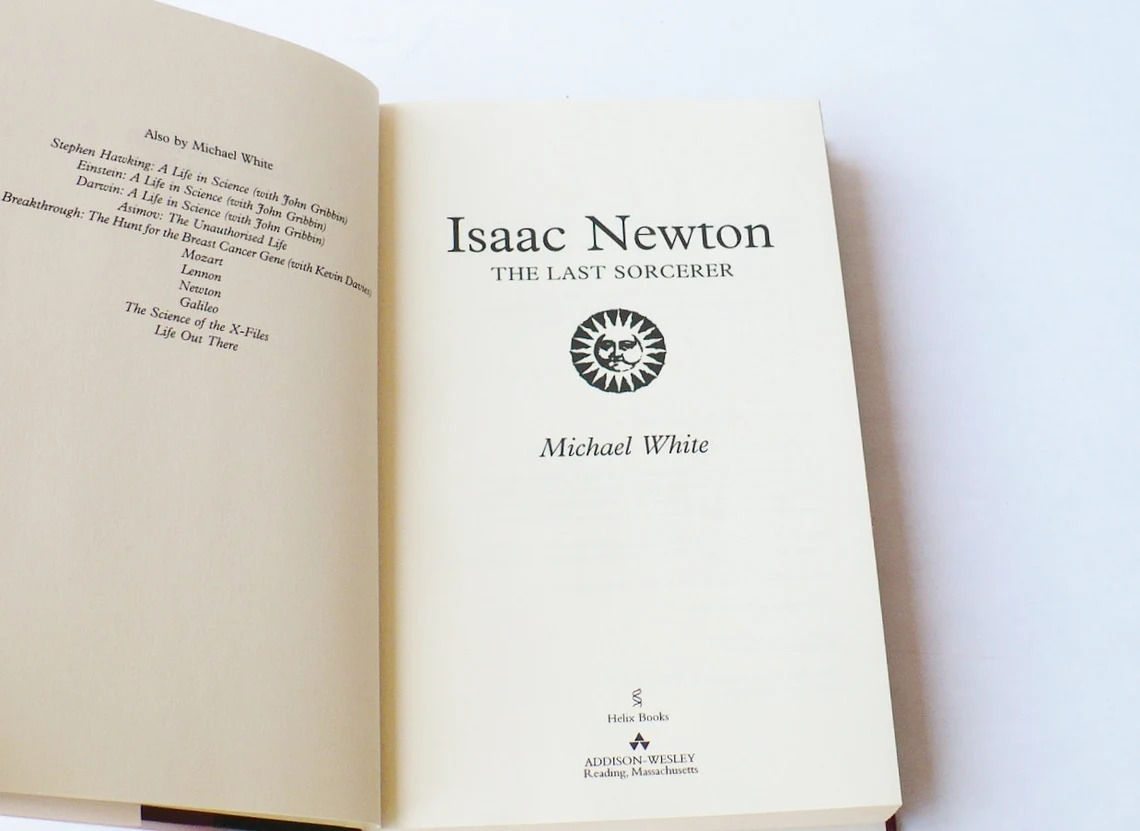 Also by Michael White
Stephen Hawking: A Life in Science (with John Gribbin)
Einstein: A Life in Science (with John Gribbin)
Darwin: A Life in Science (with John Gribbin)
Asimov: The Unauthorised Life
Breakthrough: The Hunt for the Breast Cancer Gene (with Kevin Davies)
Mozart
Lennon
Newton
Galileo
The Science of the X-Files
Life Out There
Isaac Newton
THE LAST SORCERER
Michael White
Helix Books
ADDISON-WESLEY
Reading, Massachusetts